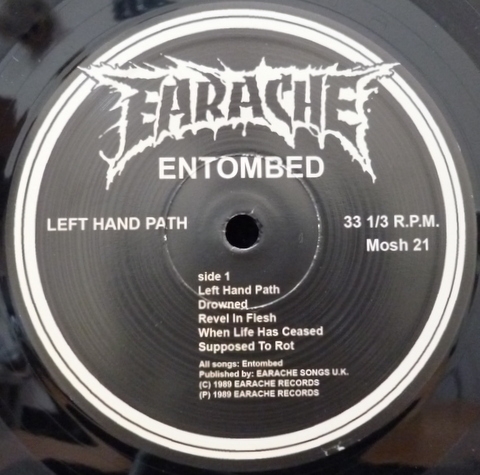 EARACHE
ENTOMBED
LEFT HAND PATH
33 1/3 R.P.M.
Mosh 21
side 1
Left Hand Path
Drowned
Revel In Flesh
When Life Has Ceased
Supposed To Rot
All songs: Entombed
Published by: EARACHE SONGS U.K.
(C) 1989 EARACHE RECORDS
(P) 1989 EARACHE RECORDS